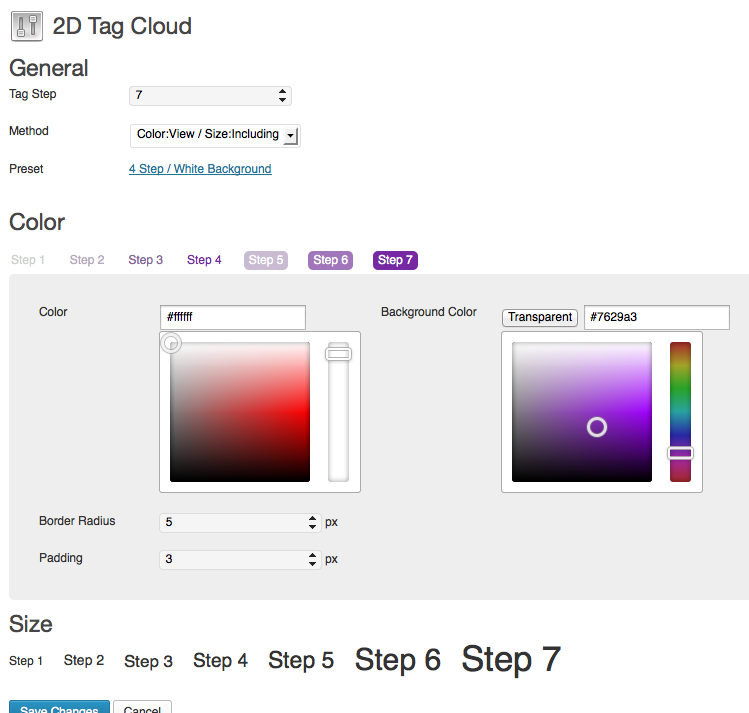 2D Tag Cloud
General
Tag Step 7
Method Color:View / Size:Including
Preset 4 Step / White Background
Color
Step 1 Step 2 Step 3 Step 4 Step 5 Step 6 Step 7
Color #ffffff Background Color Transparent #7629a3
Border Radius 5 px
Padding 3 px
Size
Step 1 Step 2 Step 3 Step 4 Step 5 Step 6 Step 7
Save Changes Cancel